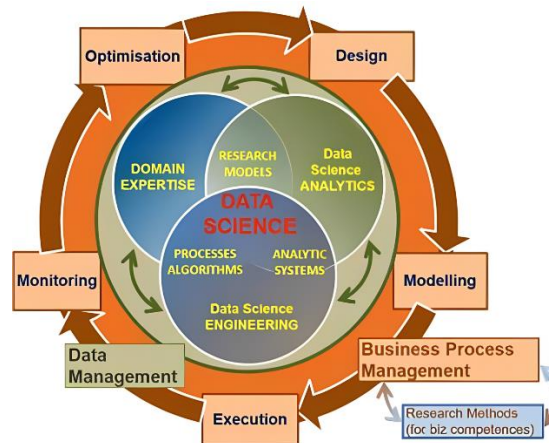 Optimisation
Design
DOMAIN
EXPERTISE
RESEARCH
MODELS
Data
Science
ANALYTICS
DATA
SCIENCE
PROCESSES
ALGORITHMS
ANALYTIC
SYSTEMS
Data Science
ENGINEERING
Monitoring
Modelling
Data
Management
Business Process
Management
Execution
Research Methods
(for biz competences)